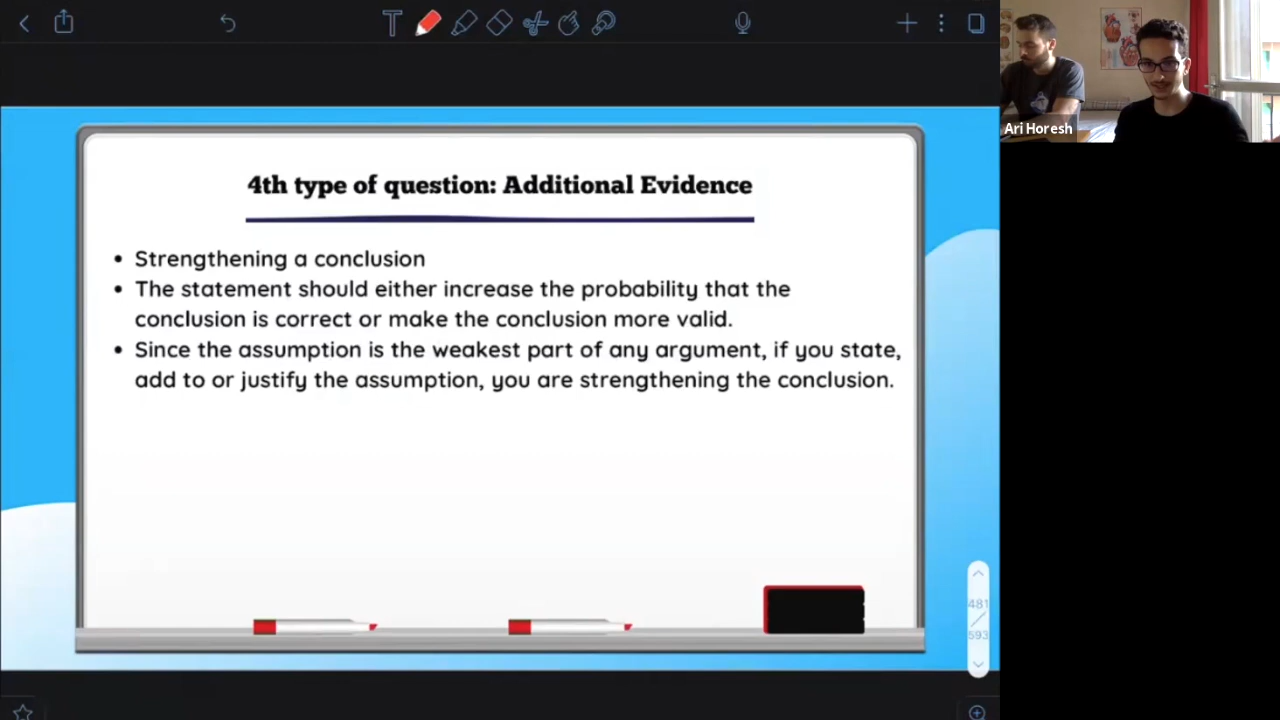 Ari Horesh
4th type of question: Additional Evidence
• Strengthening a conclusion
• The statement should either increase the probability that the
conclusion is correct or make the conclusion more valid.
• Since the assumption is the weakest part of any argument, if you state,
add to or justify the assumption, you are strengthening the conclusion.
481
593